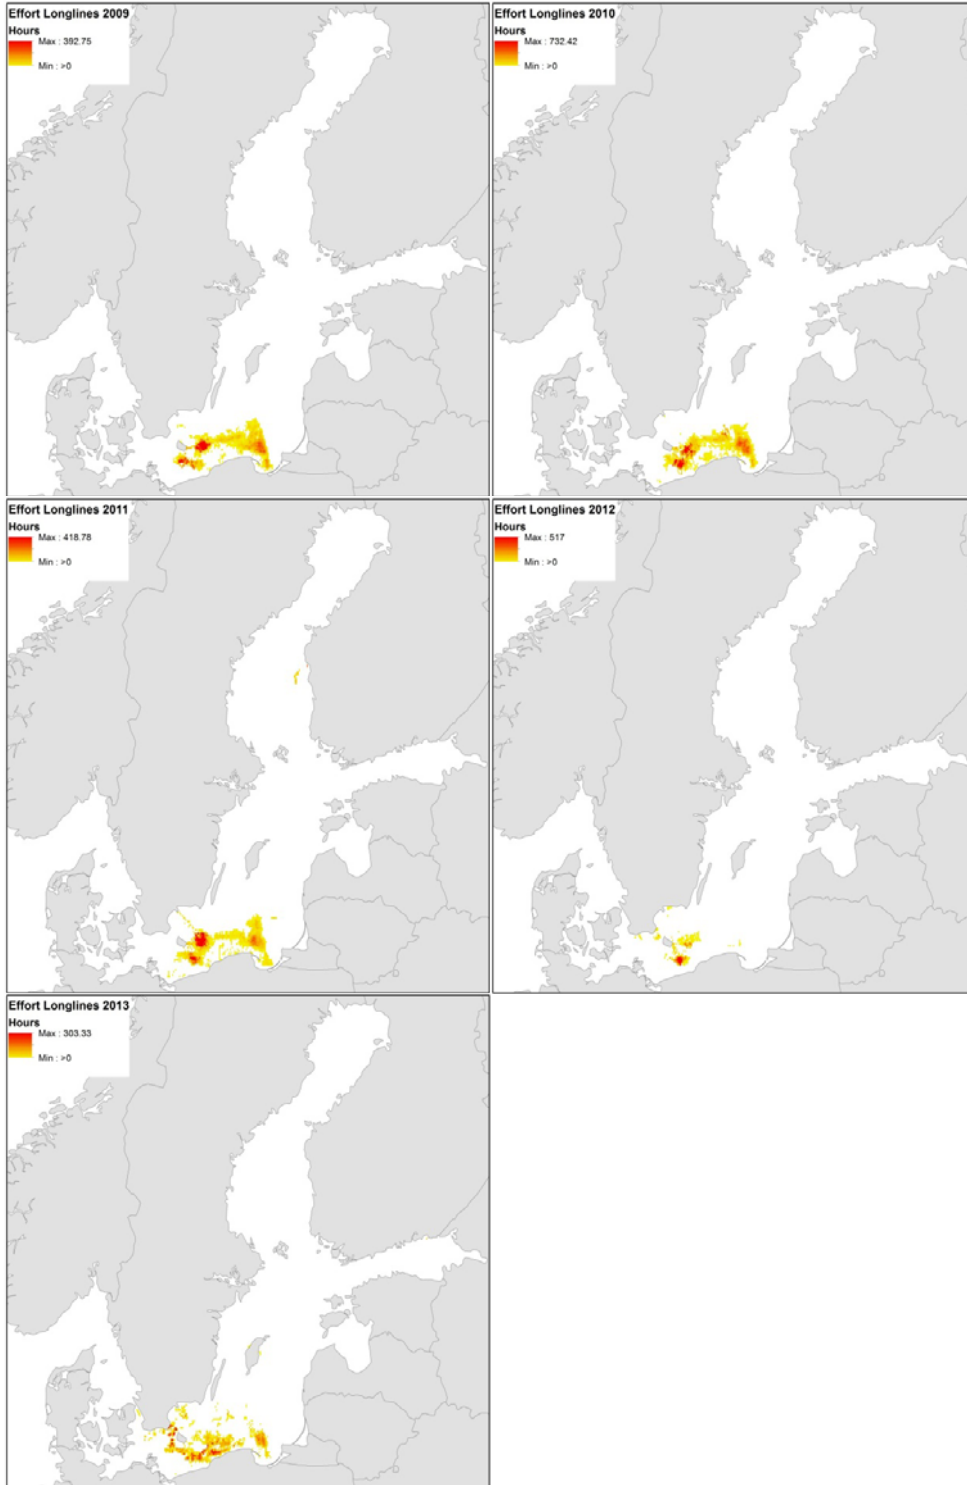 Effort Longlines 2009
Hours
Max : 392.75
Min : >0
Effort Longlines 2010
Hours
Max : 732.42
Min : >0
Effort Longlines 2011
Hours
Max : 418.78
Min : >0
Effort Longlines 2012
Hours
Max : 517
Min : >0
Effort Longlines 2013
Hours
Max : 303.33
Min : >0